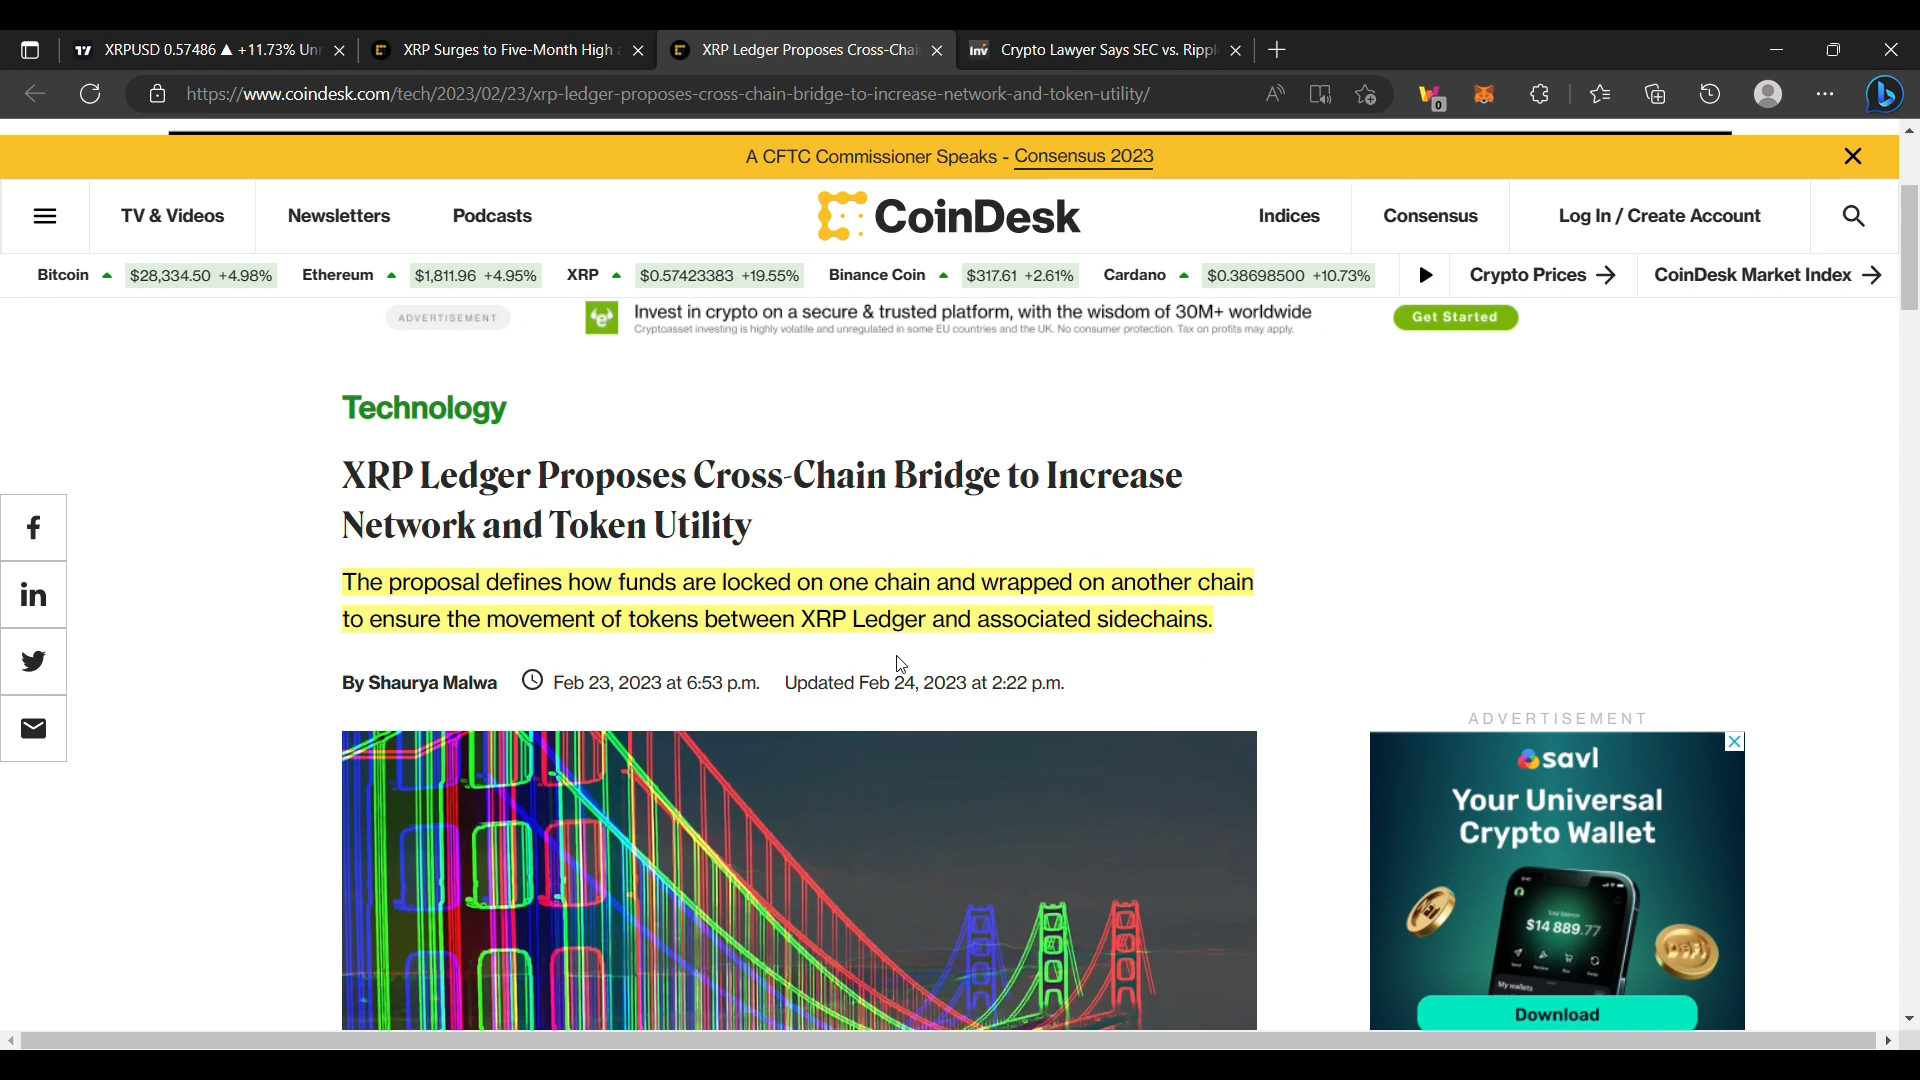 XRPUSD 0.57486 ▲ +11.73% Un
XRP Surges to Five-Month High
XRP Ledger Proposes Cross-Chai
Inv
Crypto Lawyer Says SEC vs. Rippl
https://www.coindesk.com/tech/2023/02/23/xrp-ledger-proposes-cross-chain-bridge-to-increase-network-and-token-utility/
0
A CFTC Commissioner Speaks - Consensus 2023
TV & Videos
Newsletters
Podcasts
CoinDesk
Indices
Consensus
Log In / Create Account
Bitcoin ▲ $28,334.50 +4.98%
Ethereum ▲ $1,811.96 +4.95%
XRP ▲ $0.57423383 +19.55%
Binance Coin ▲ $317.61 +2.61%
Cardano ▲ $0.38698500 +10.73%
Crypto Prices →
CoinDesk Market Index →
ADVERTISEMENT
Invest in crypto on a secure & trusted platform, with the wisdom of 30M+ worldwide
Cryptoasset investing is highly volatile and unregulated in some EU countries and the UK. No consumer protection. Tax on profits may apply.
Get Started
Technology
XRP Ledger Proposes Cross-Chain Bridge to Increase
Network and Token Utility
The proposal defines how funds are locked on one chain and wrapped on another chain
to ensure the movement of tokens between XRP Ledger and associated sidechains.
By Shaurya Malwa
Feb 23, 2023 at 6:53 p.m.
Updated Feb 24, 2023 at 2:22 p.m.
ADVERTISEMENT
savl
Your Universal
Crypto Wallet
Total Balance
$14 889.77
My wallets
Download